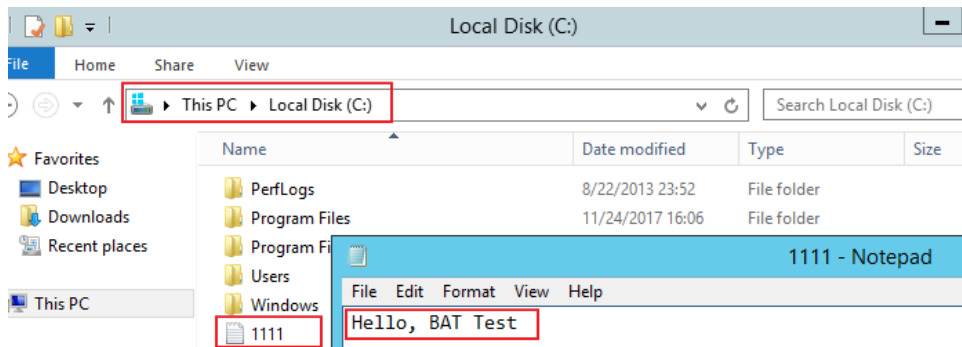 Local Disk (C:)
File Home Share View
This PC Local Disk (C:) Search Local Disk (C:)
Name Date modified Type Size
Favorites
Desktop PerfLogs 8/22/2013 23:52 File folder
Downloads Program Files 11/24/2017 16:06 File folder
Recent places Program Fi
1111 - Notepad
Users
File Edit Format View Help
This PC Windows
Hello, BAT Test
1111